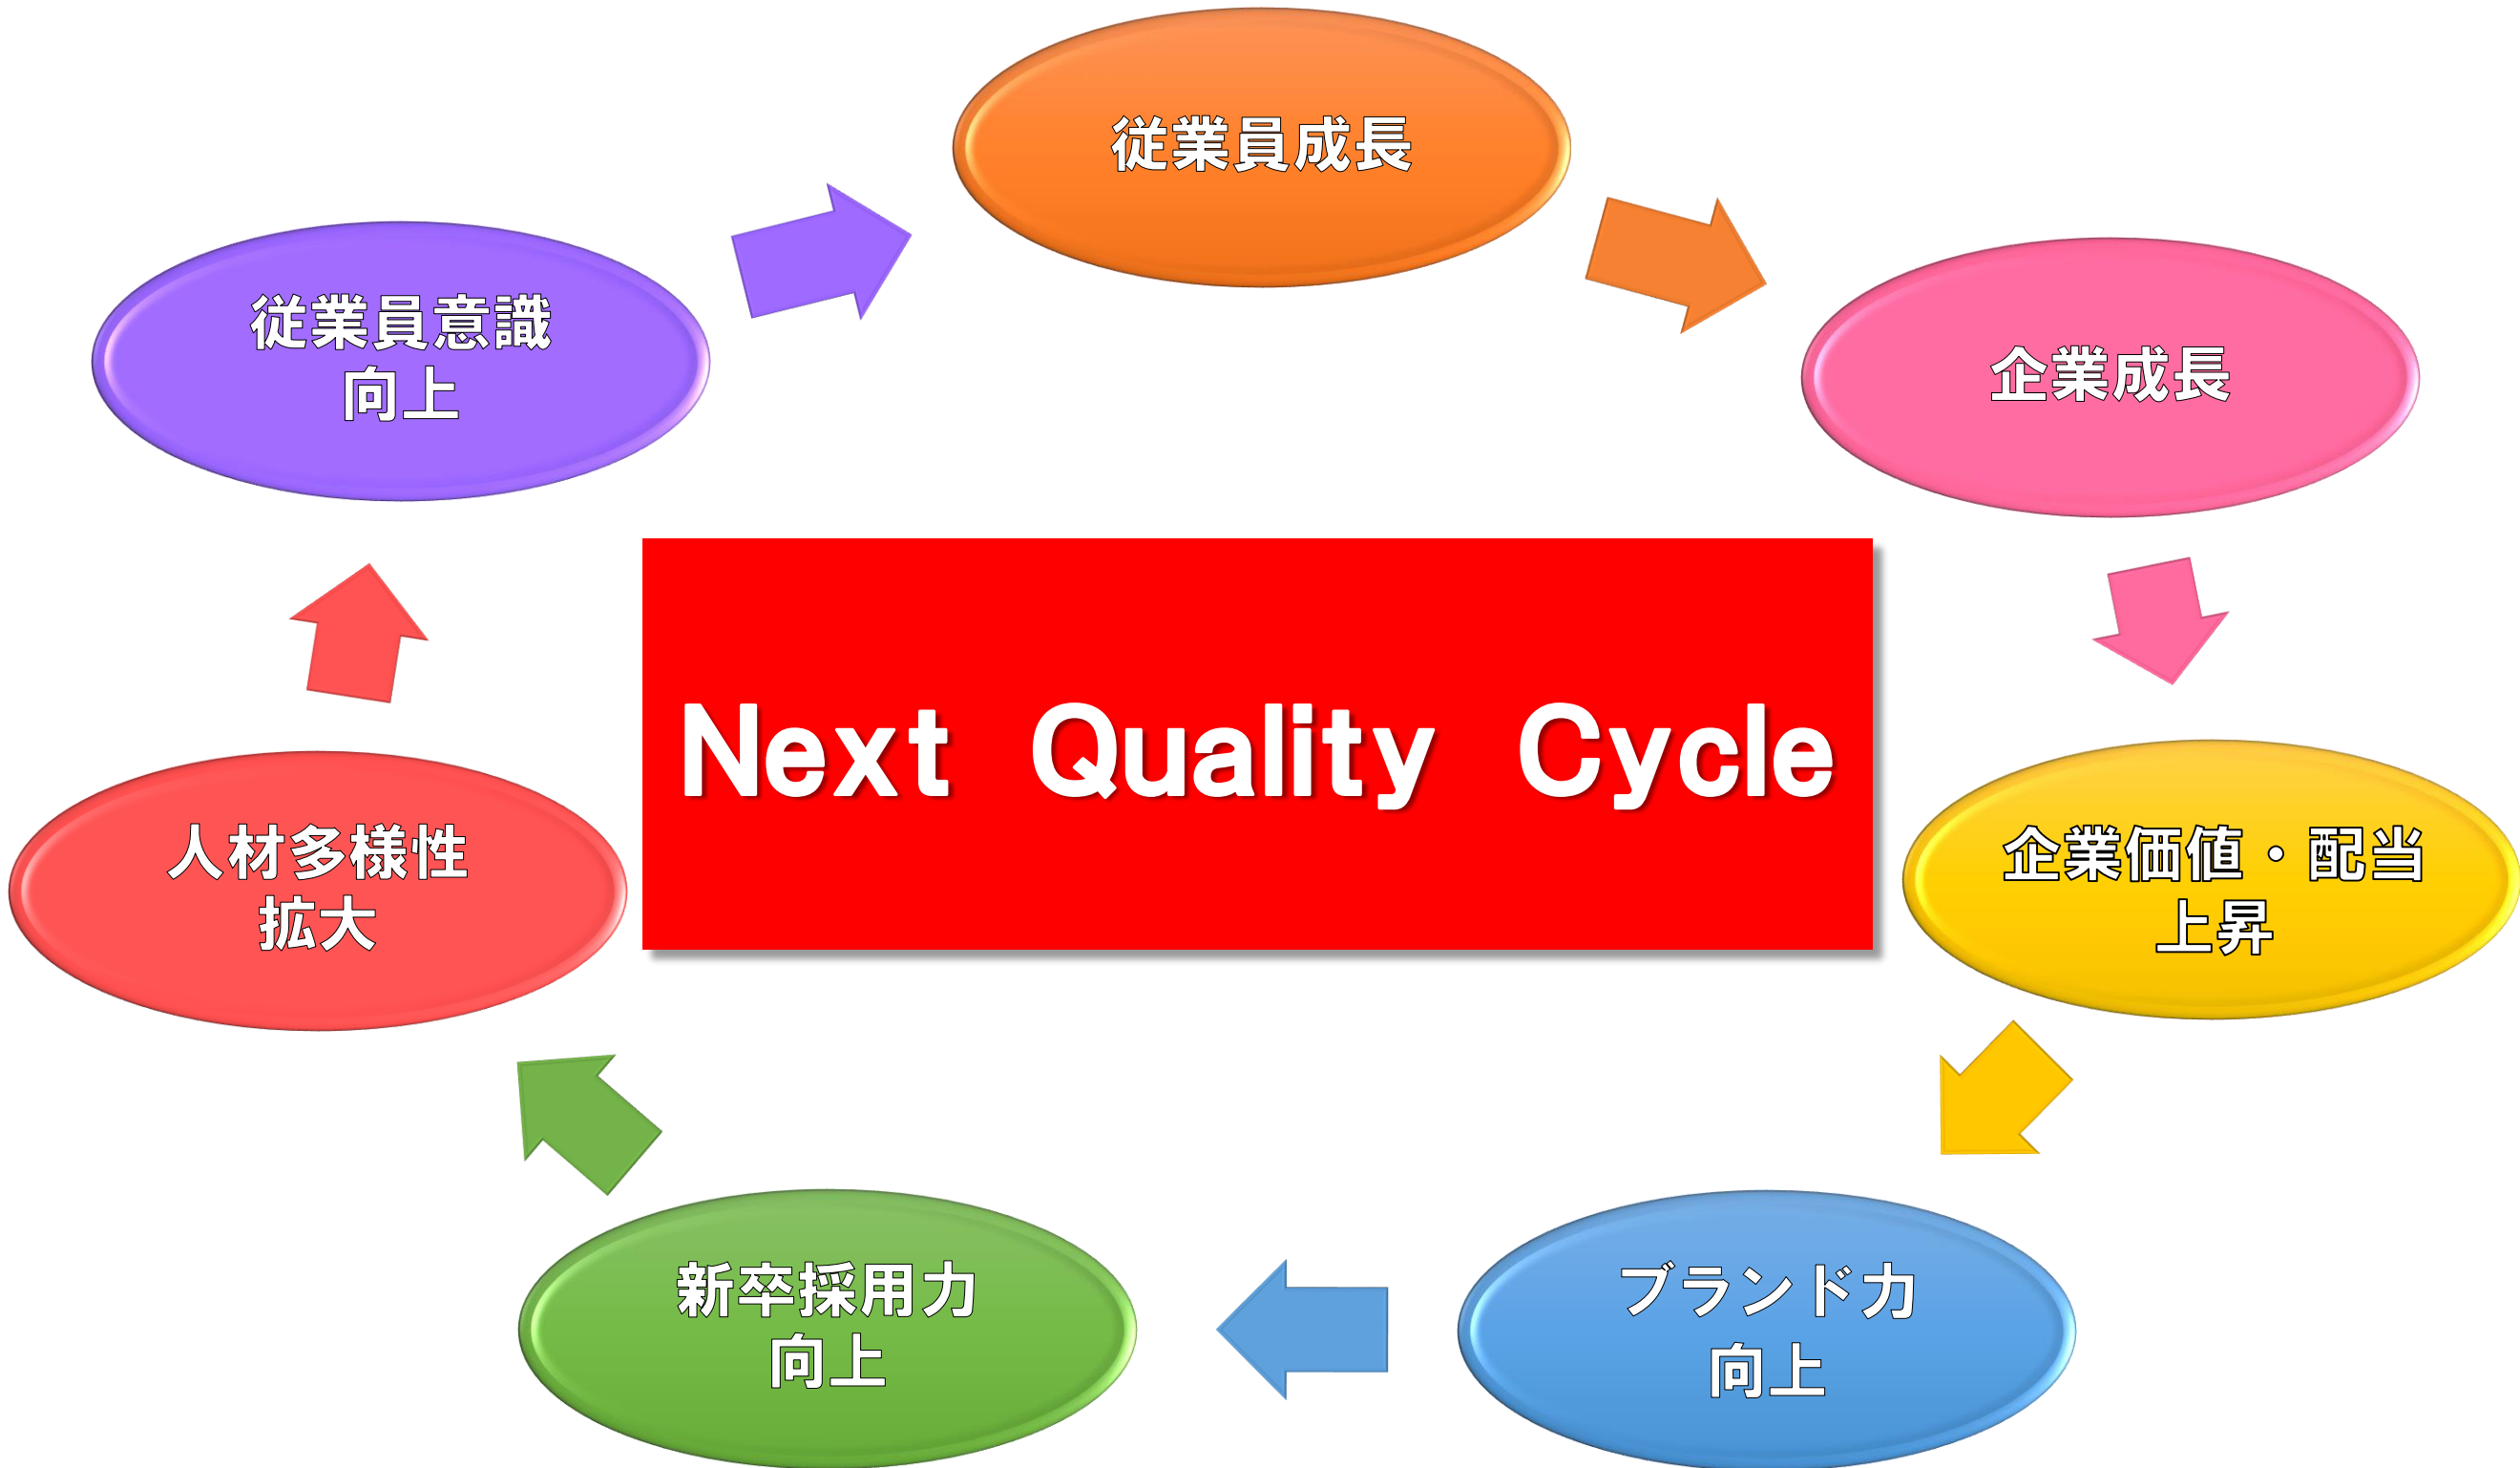 従業員成長
企業成長
企業価値・配当
上昇
ブランド力
向上
新卒採用力
向上
人材多様性
拡大
従業員意識
向上
Next Quality Cycle